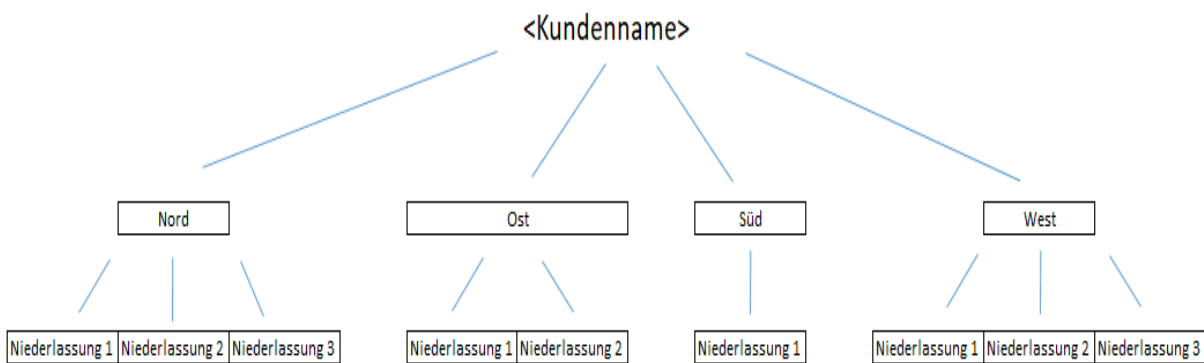 <Kundenname>
Nord Ost Süd West
Niederlassung 1 Niederlassung 2 Niederlassung 3 Niederlassung 1 Niederlassung 2 Niederlassung 1 Niederlassung 1 Niederlassung 2 Niederlassung 3